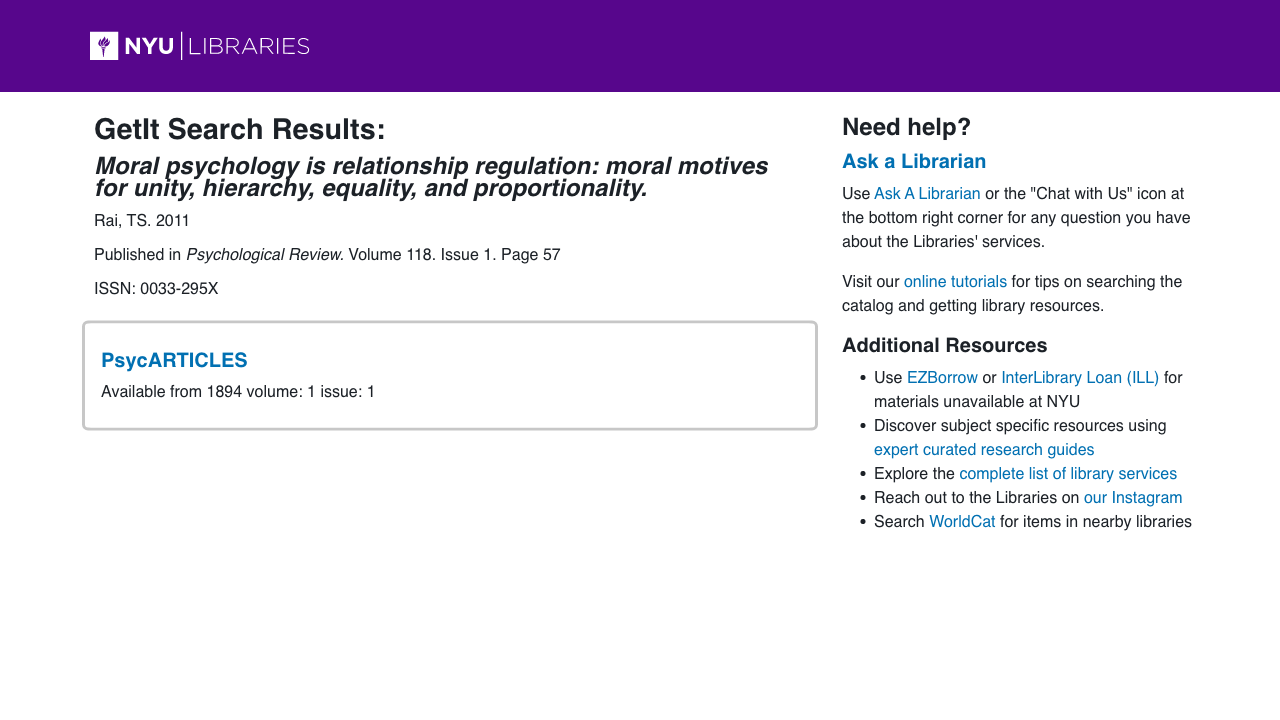 NYU LIBRARIES
GetIt Search Results:
Moral psychology is relationship regulation: moral motives
for unity, hierarchy, equality, and proportionality.
Rai, TS. 2011
Published in Psychological Review. Volume 118. Issue 1. Page 57
ISSN: 0033-295X
PsycARTICLES
Available from 1894 volume: 1 issue: 1
Need help?
Ask a Librarian
Use Ask A Librarian or the "Chat with Us" icon at
the bottom right corner for any question you have
about the Libraries' services.
Visit our online tutorials for tips on searching the
catalog and getting library resources.
Additional Resources
• Use EZBorrow or InterLibrary Loan (ILL) for
materials unavailable at NYU
• Discover subject specific resources using
expert curated research guides
• Explore the complete list of library services
• Reach out to the Libraries on our Instagram
• Search WorldCat for items in nearby libraries